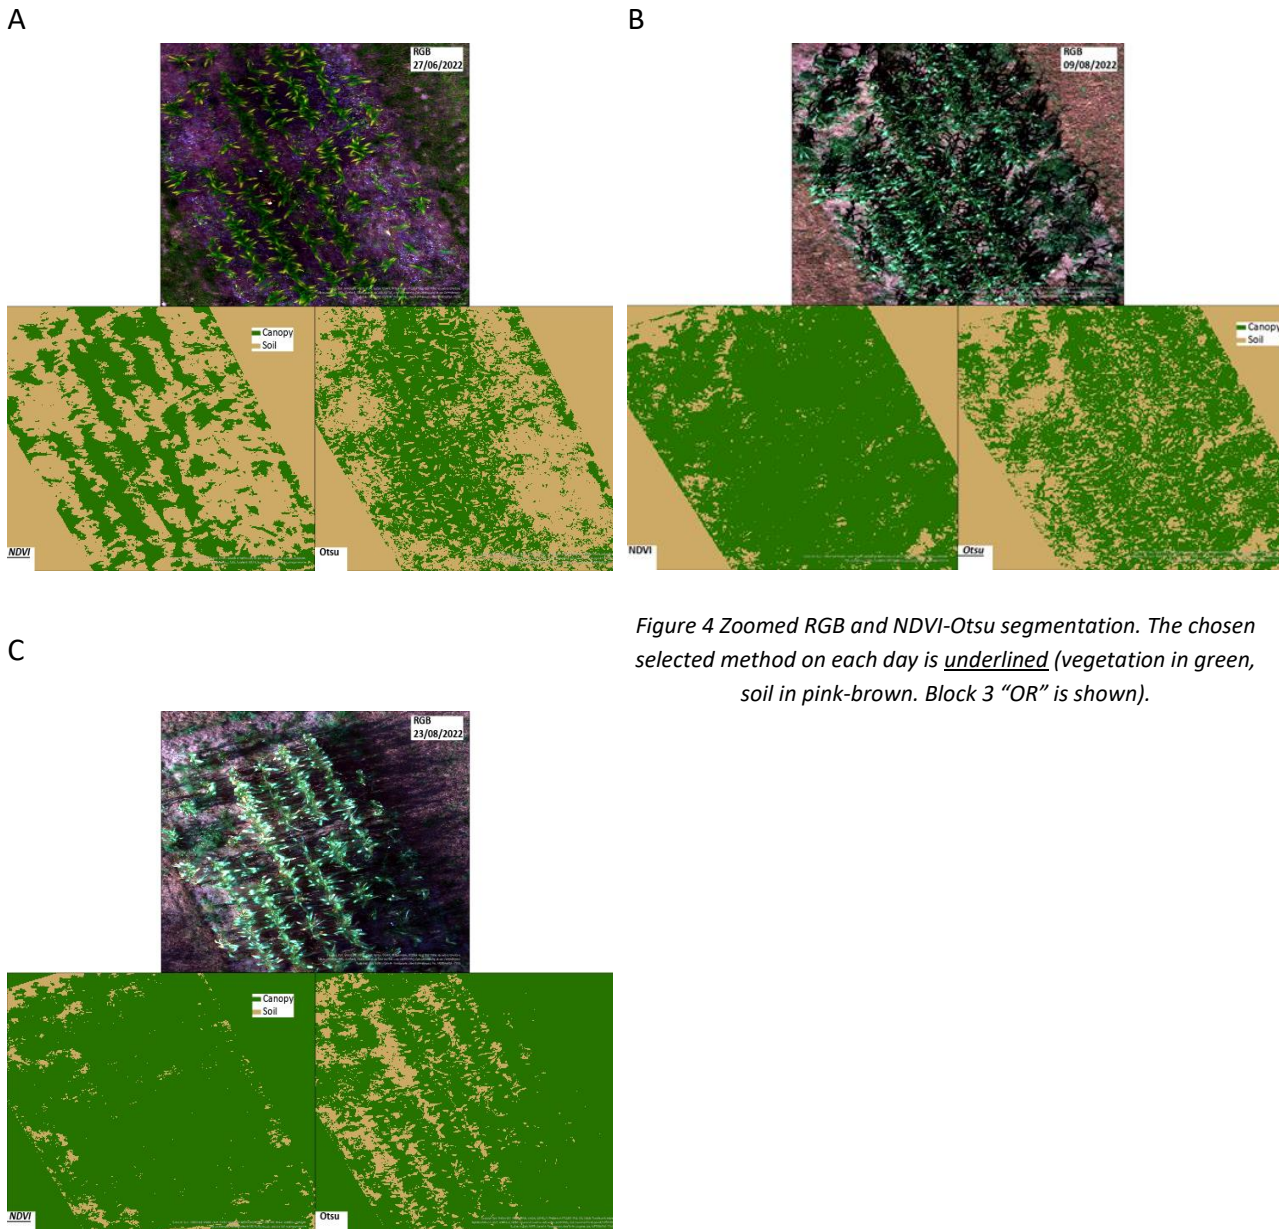 A
RGB
27/06/2022
Canopy
Soil
NDVI
Otsu
B
RGB
09/08/2022
Canopy
Soil
NDVI
Otsu
Figure 4 Zoomed RGB and NDVI-Otsu segmentation. The chosen
selected method on each day is underlined (vegetation in green,
soil in pink-brown. Block 3 “OR” is shown).
C
RGB
23/08/2022
Canopy
Soil
NDVI
Otsu